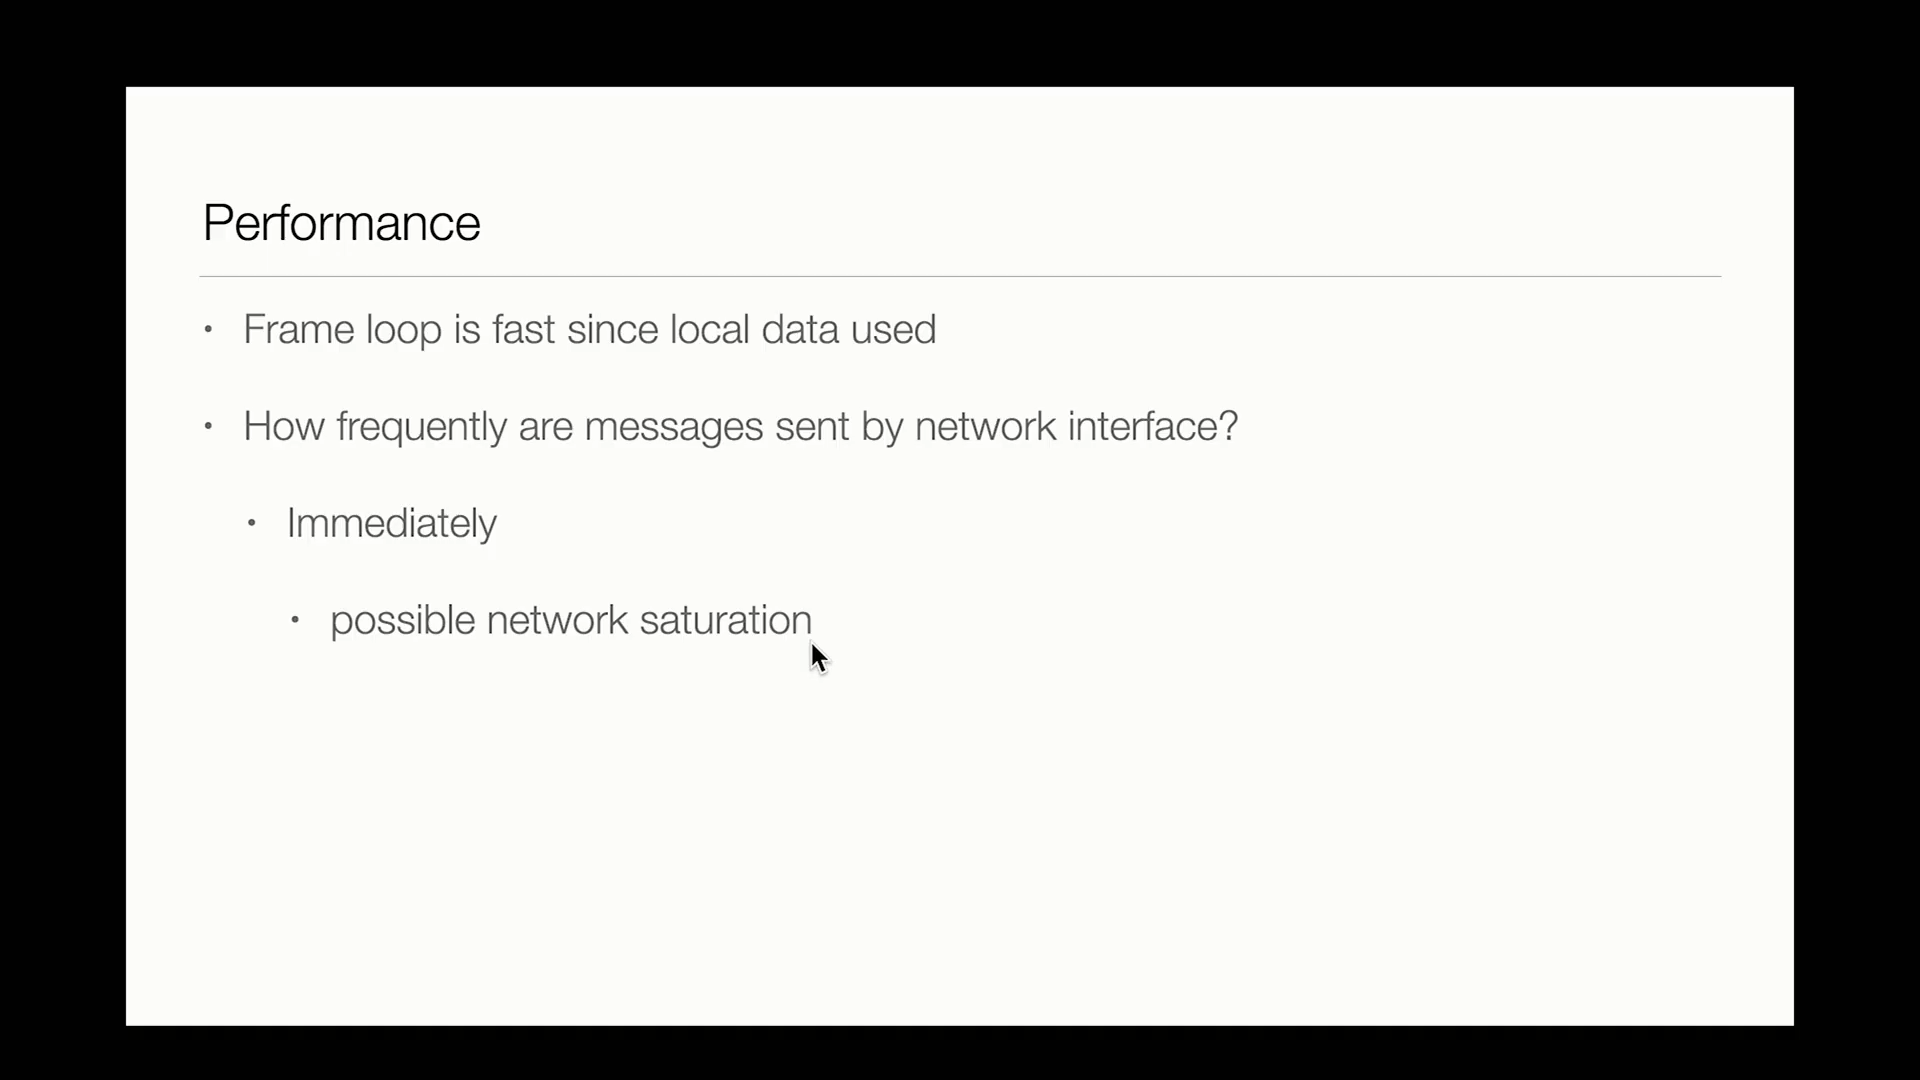 Performance
• Frame loop is fast since local data used
• How frequently are messages sent by network interface?
• Immediately
• possible network saturation